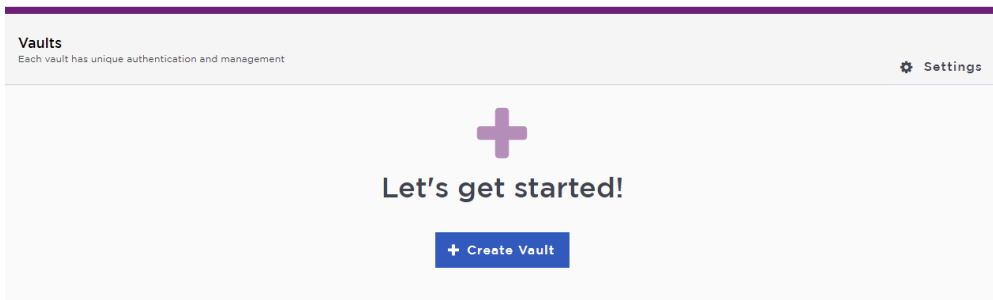 Vaults
Each vault has unique authentication and management
Settings
Let's get started!
Create Vault